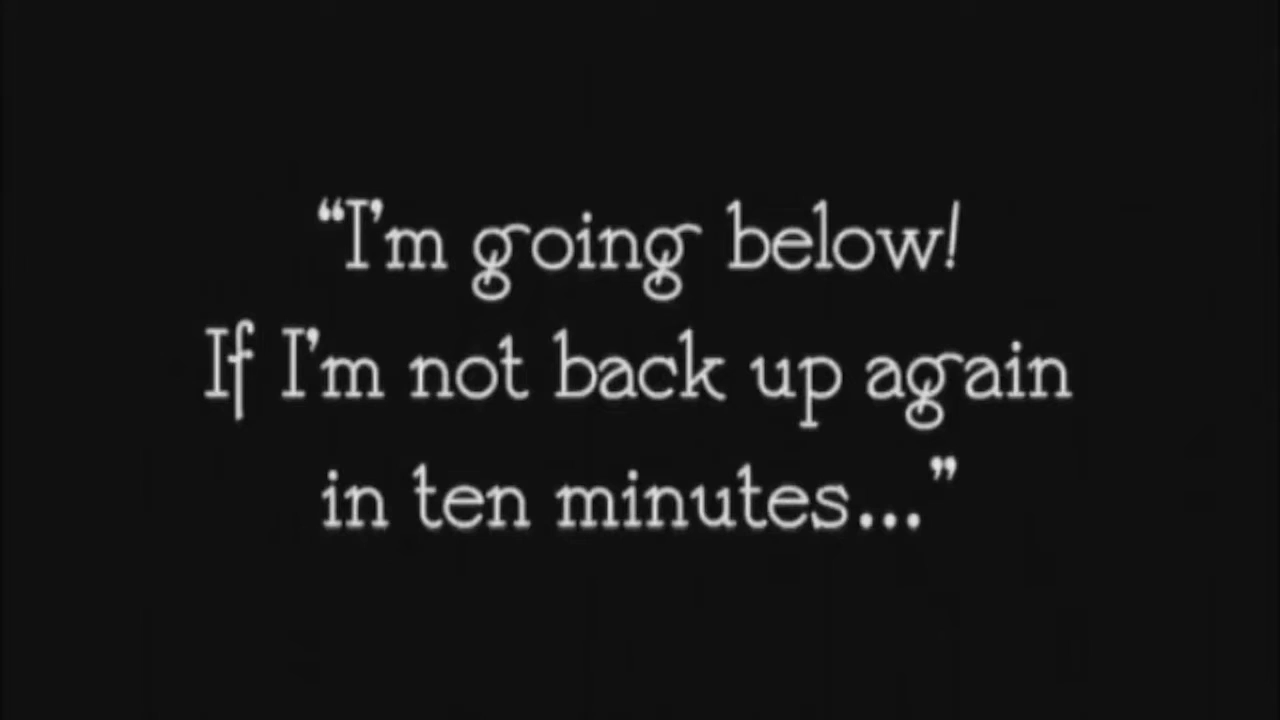 “I’m going below!
If I’m not back up again
in ten minutes...”